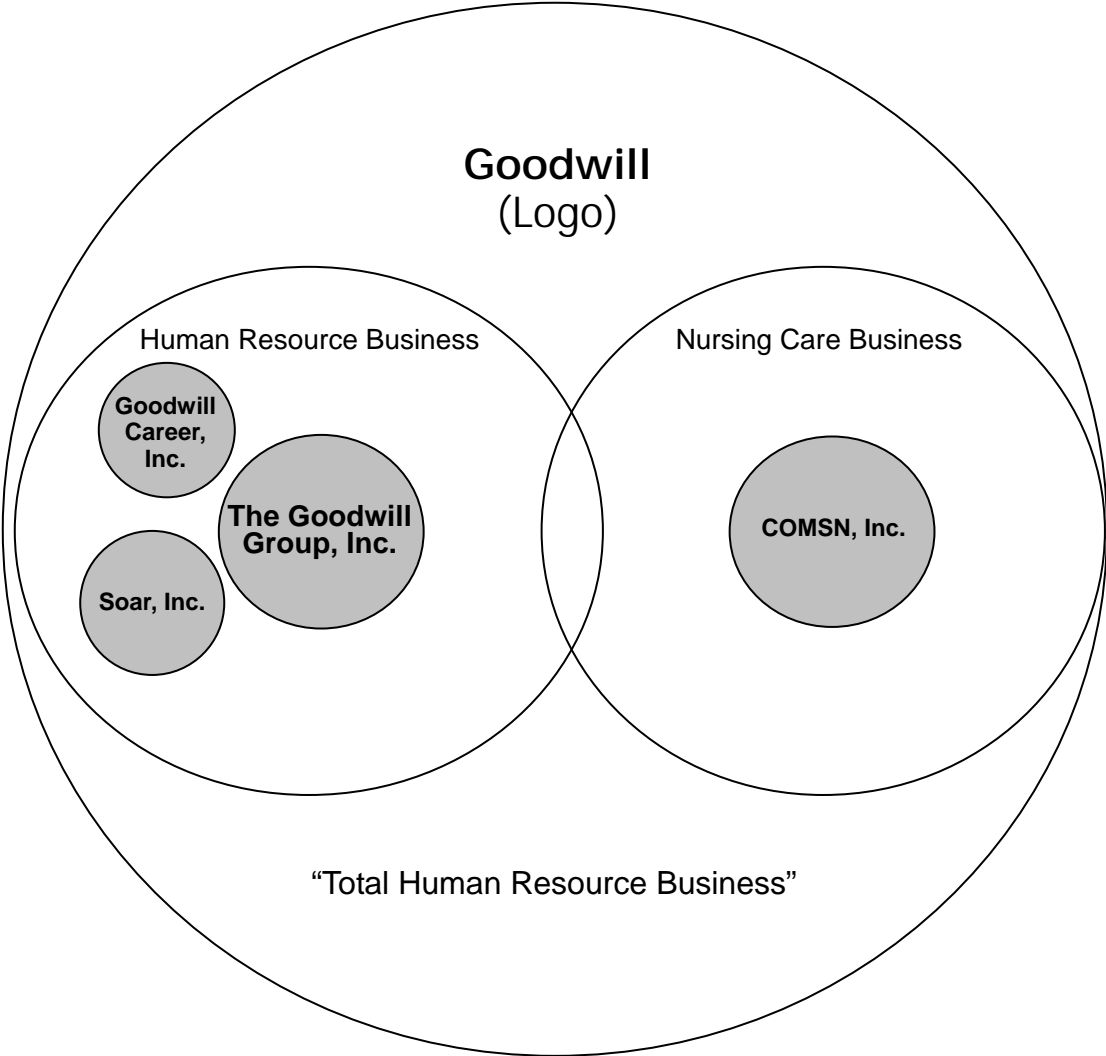 Goodwill
(Logo)
Human Resource Business
Nursing Care Business
Goodwill
Career,
Inc.
The Goodwill
Group, Inc.
COMSN, Inc.
Soar, Inc.
“Total Human Resource Business”